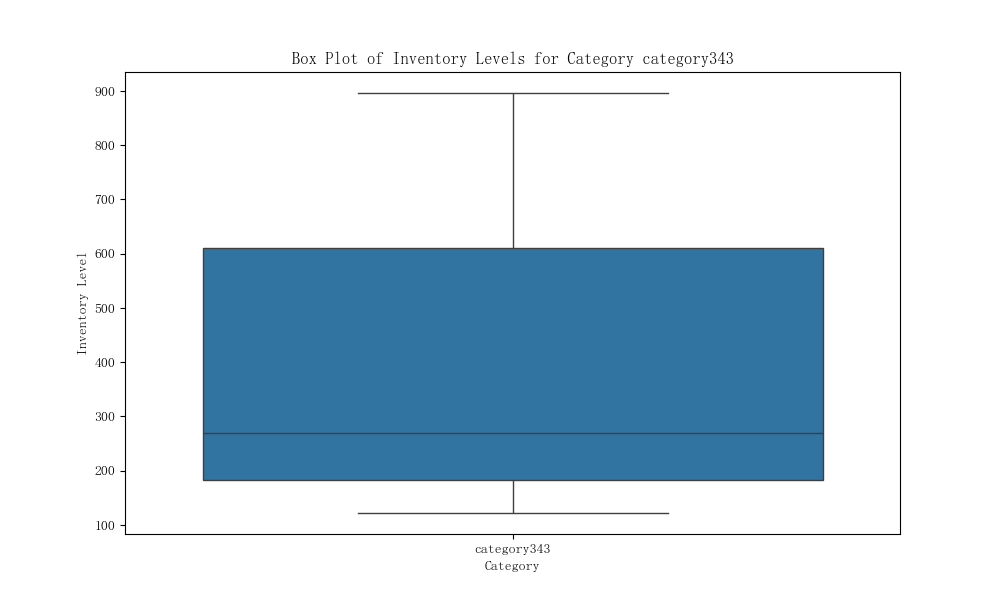 Box Plot of Inventory Levels for Category category343
900
800
700
600
500
400
300
200
100
Inventory Level
category343
Category